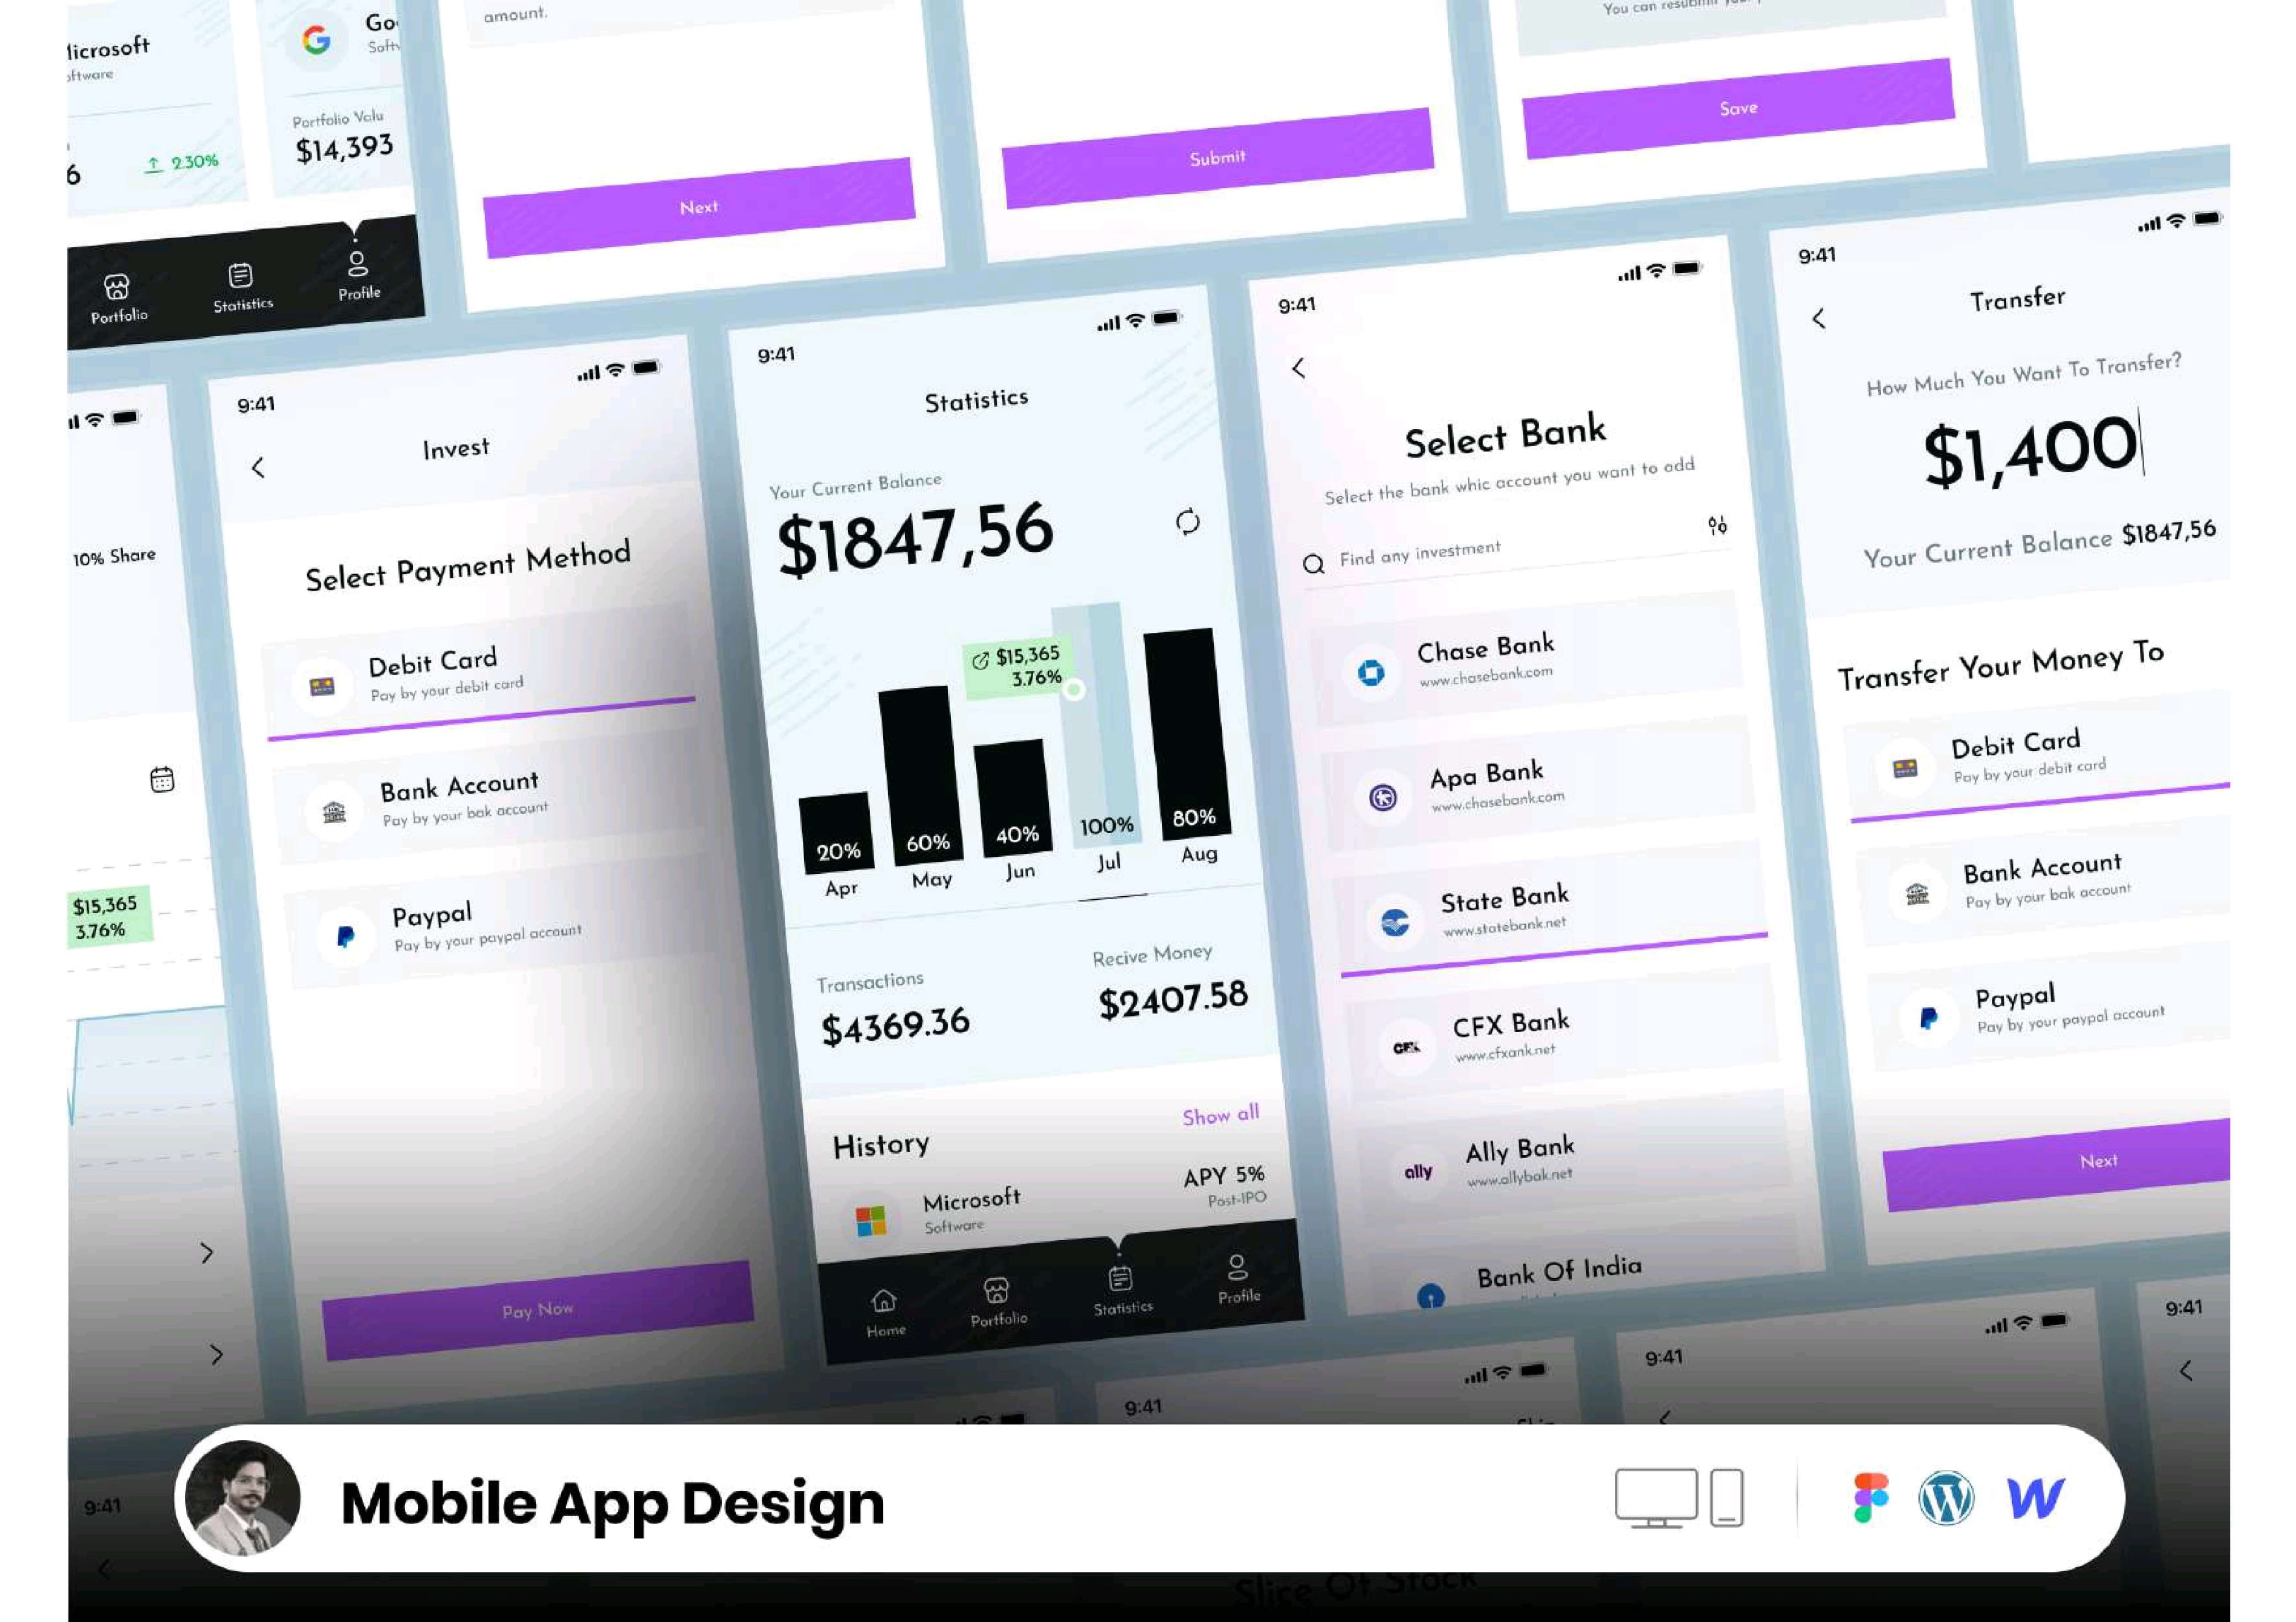 Microsoft
Software
6
2.30%
Portfolio
Statistics
Profile
Portfolio Valu
$14,393
amount.
Next
Submit
You can resubmit
Save
10% Share
$15,365
3.76%
9:41
Invest
Select Payment Method
Debit Card
Pay by your debit card
Bank Account
Pay by your bak account
Paypal
Pay by your paypal account
Pay Now
9:41
Statistics
Your Current Balance
$1847,56
$15,365
3.76%
20%
60%
40%
100%
80%
Apr
May
Jun
Jul
Aug
Transactions
Recive Money
$4369.36
$2407.58
History
Show all
Microsoft
Software
APY 5%
Post-IPO
Home
Portfolio
Statistics
Profile
9:41
Select Bank
Select the bank whic account you want to add
Find any investment
Chase Bank
www.chasebank.com
Apa Bank
www.chasebank.com
State Bank
www.statebank.net
CFX
CFX Bank
www.cfxank.net
ally
Ally Bank
www.allybak.net
Bank Of India
9:41
Transfer
How Much You Want To Transfer?
$1,400
Your Current Balance $1847,56
Transfer Your Money To
Debit Card
Pay by your debit card
Bank Account
Pay by your bak account
Paypal
Pay by your paypal account
Next
9:41
9:41
9:41
9:41
Mobile App Design
Slice Of Stock